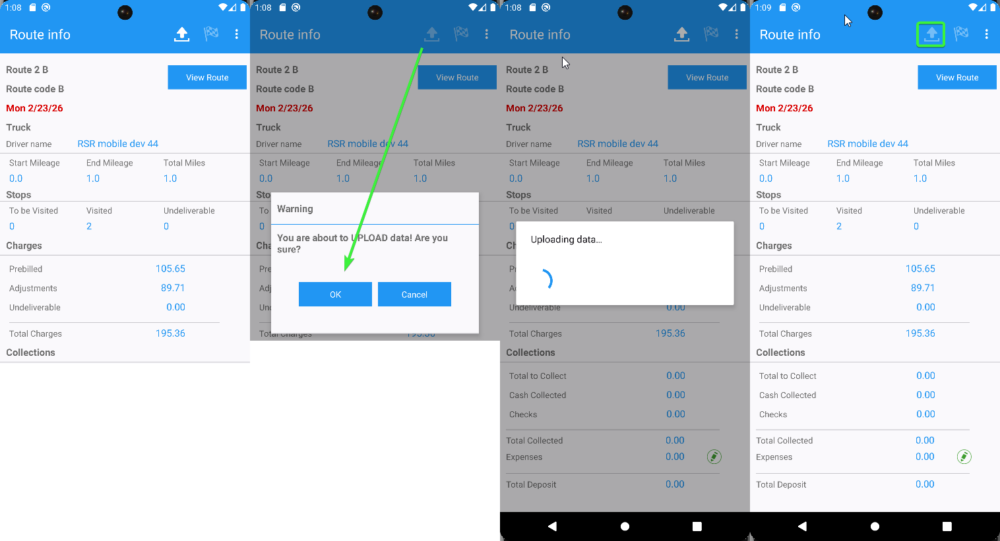 1:08
Route info
Route 2 B
View Route
Route code B
Mon 2/23/26
Truck
Driver name RSR mobile dev 44
Start Mileage End Mileage Total Miles
0.0 1.0 1.0
Stops
To be Visited Visited Undeliverable
0 2 0
Charges
Prebilled 105.65
Adjustments 89.71
Undeliverable 0.00
Total Charges 195.36
Collections
1:08
Route info
Route 2 B
View Route
Route code B
Mon 2/23/26
Truck
Driver name RSR mobile dev 44
Start Mileage End Mileage Total Miles
0.0 1.0 1.0
Sto
To
0
Cha
Pre
Adj
Und
Warning
You are about to UPLOAD data! Are you
sure?
OK Cancel
Total Charges 195.36
1:08
Route info
Route 2 B
View Route
Route code B
Mon 2/23/26
Truck
Driver name RSR mobile dev 44
Start Mileage End Mileage Total Miles
0.0 1.0 1.0
Stops
To be Visited Visited Undeliverable
0
Uploading data...
Ch
Pr
A
Undeliverable 0.00
Total Charges 195.36
Collections
Total to Collect 0.00
Cash Collected 0.00
Checks 0.00
Total Collected 0.00
Expenses 0.00
Total Deposit 0.00
1:09
Route info
Route 2 B
View Route
Route code B
Mon 2/23/26
Truck
Driver name RSR mobile dev 44
Start Mileage End Mileage Total Miles
0.0 1.0 1.0
Stops
To be Visited Visited Undeliverable
0 2 0
Charges
Prebilled 105.65
Adjustments 89.71
Undeliverable 0.00
Total Charges 195.36
Collections
Total to Collect 0.00
Cash Collected 0.00
Checks 0.00
Total Collected 0.00
Expenses 0.00
Total Deposit 0.00